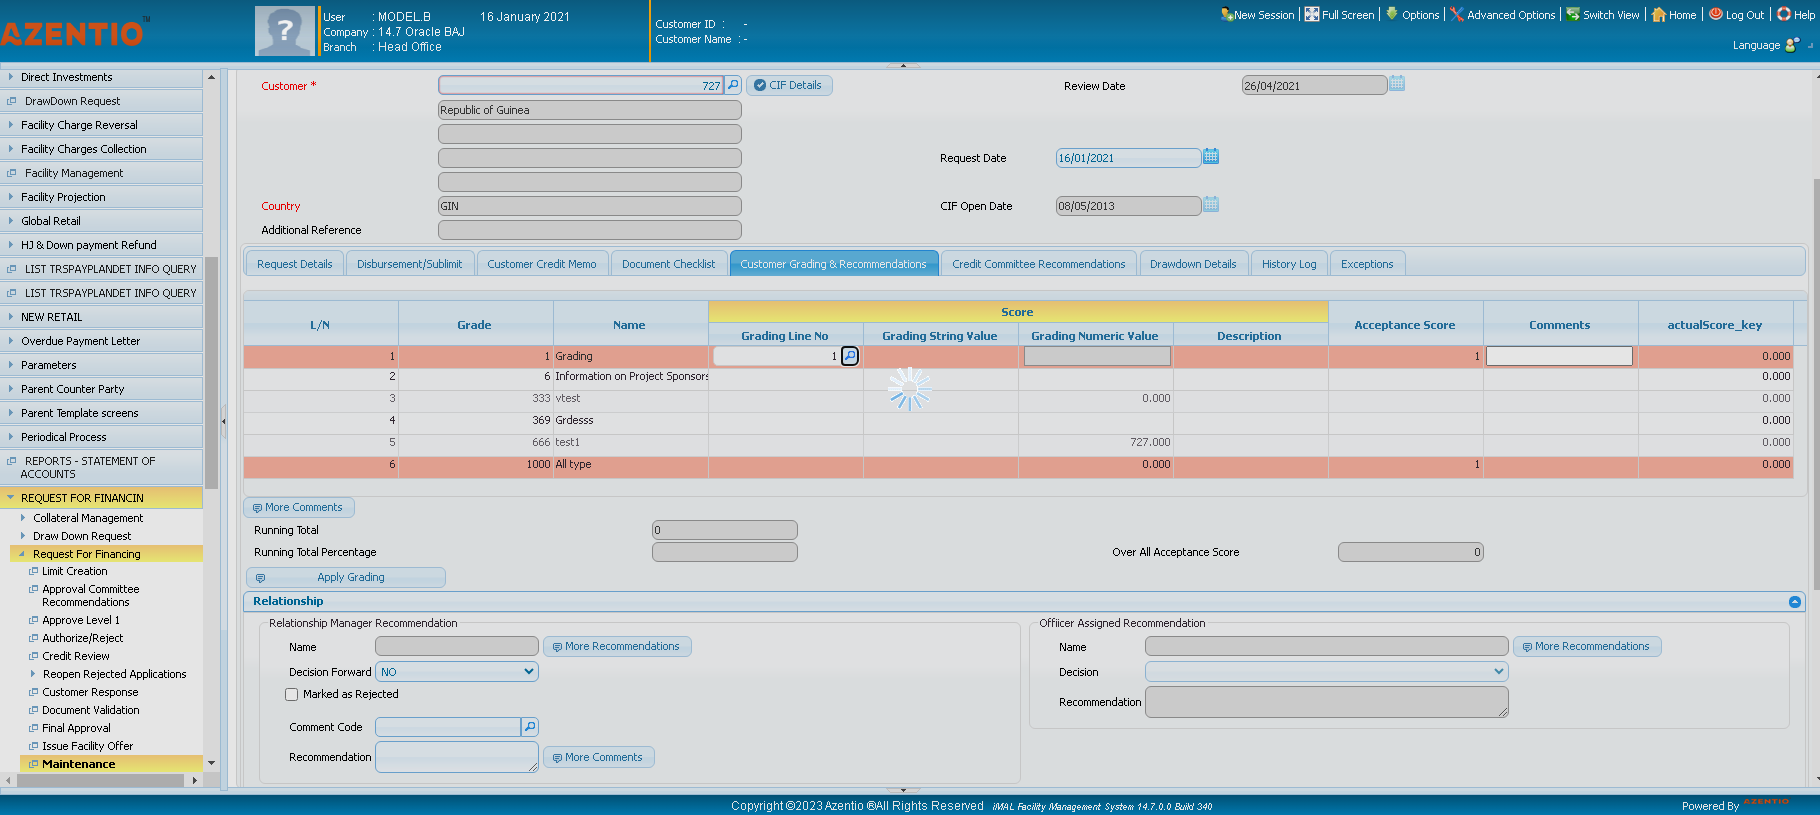 AZENTIO™
User : MODEL.B 16 January 2021
Company : 14.7 Oracle BAJ
Branch : Head Office
Customer ID : -
Customer Name : -
New Session | Full Screen | Options | Advanced Options | Switch View | Home | Log Out | Help
Language
Direct Investments
DrawDown Request
Facility Charge Reversal
Facility Charges Collection
Facility Management
Facility Projection
Global Retail
HJ & Down payment Refund
LIST TRSPAYPLANDET INFO QUERY
LIST TRSPAYPLANDET INFO QUERY
NEW RETAIL
Overdue Payment Letter
Parameters
Parent Counter Party
Parent Template screens
Periodical Process
REPORTS - STATEMENT OF
ACCOUNTS
REQUEST FOR FINANCIN
Collateral Management
Draw Down Request
Request For Financing
Limit Creation
Approval Committee
Recommendations
Approve Level 1
Authorize/Reject
Credit Review
Reopen Rejected Applications
Customer Response
Document Validation
Final Approval
Issue Facility Offer
Maintenance
Customer * 727 CIF Details Review Date 26/04/2021
Republic of Guinea
Request Date 16/01/2021
Country GIN CIF Open Date 08/05/2013
Additional Reference
Request Details Disbursement/Sublimit Customer Credit Memo Document Checklist Customer Grading & Recommendations Credit Committee Recommendations Drawdown Details History Log Exceptions
L/N Grade Name Score Acceptance Score Comments actualScore_key
Grading Line No Grading String Value Grading Numeric Value Description
1 1 Grading 1 1 0.000
2 6 Information on Project Sponsors 0.000
3 333 vtest 0.000 0.000
4 369 Grdesss 0.000
5 666 test1 727.000 0.000
6 1000 All type 0.000 1 0.000
More Comments
Running Total 0
Running Total Percentage Over All Acceptance Score 0
Apply Grading
Relationship
Relationship Manager Recommendation
Name More Recommendations
Decision Forward NO
Marked as Rejected
Comment Code
Recommendation More Comments
Offiicer Assigned Recommendation
Name More Recommendations
Decision
Recommendation
Copyright ©2023 Azentio ®All Rights Reserved iMAL Facility Management System 14.7.0.0 Build 340
Powered By AZENTIO